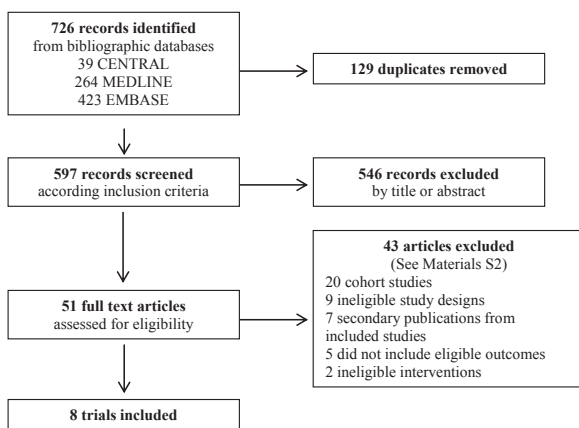 726 records identified
from bibliographic databases
39 CENTRAL
264 MEDLINE
423 EMBASE
129 duplicates removed
597 records screened
according inclusion criteria
546 records excluded
by title or abstract
43 articles excluded
(See Materials S2)
20 cohort studies
9 ineligible study designs
7 secondary publications from
included studies
5 did not include eligible outcomes
2 ineligible interventions
51 full text articles
assessed for eligibility
8 trials included